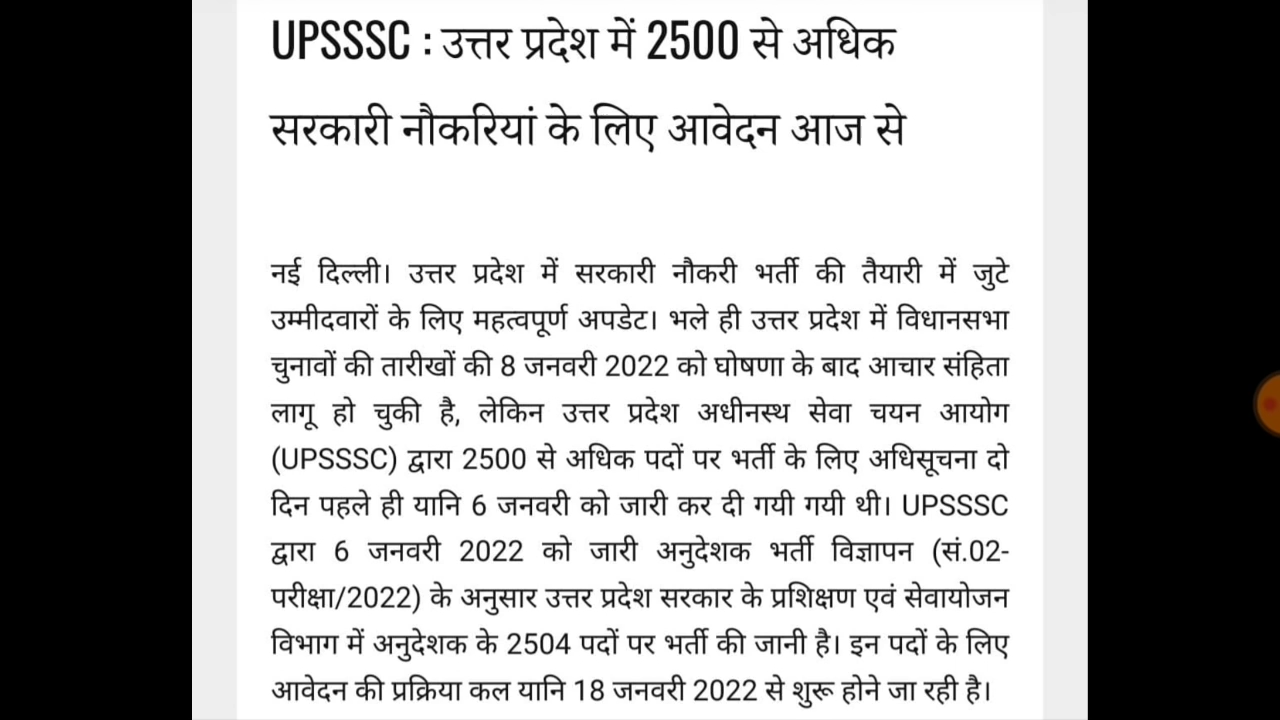 UPSSSC : उत्तर प्रदेश में 2500 से अधिक
सरकारी नौकरियां के लिए आवेदन आज से
नई दिल्ली। उत्तर प्रदेश में सरकारी नौकरी भर्ती की तैयारी में जुटे
उम्मीदवारों के लिए महत्वपूर्ण अपडेट। भले ही उत्तर प्रदेश में विधानसभा
चुनावों की तारीखों की 8 जनवरी 2022 को घोषणा के बाद आचार संहिता
लागू हो चुकी है, लेकिन उत्तर प्रदेश अधीनस्थ सेवा चयन आयोग
(UPSSSC) द्वारा 2500 से अधिक पदों पर भर्ती के लिए अधिसूचना दो
दिन पहले ही यानि 6 जनवरी को जारी कर दी गयी गयी थी। UPSSSC
द्वारा 6 जनवरी 2022 को जारी अनुदेशक भर्ती विज्ञापन (सं.02-
परीक्षा/2022) के अनुसार उत्तर प्रदेश सरकार के प्रशिक्षण एवं सेवायोजन
विभाग में अनुदेशक के 2504 पदों पर भर्ती की जानी है। इन पदों के लिए
आवेदन की प्रक्रिया कल यानि 18 जनवरी 2022 से शुरू होने जा रही है।